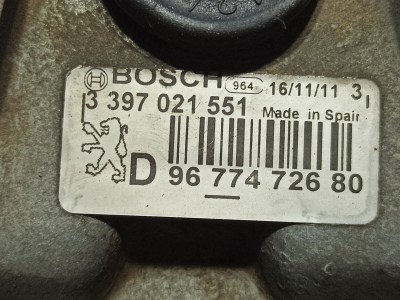 BOSCH 964 16/11/11 3
3 397 021 551 Made in Spain
D 96 774 726 80